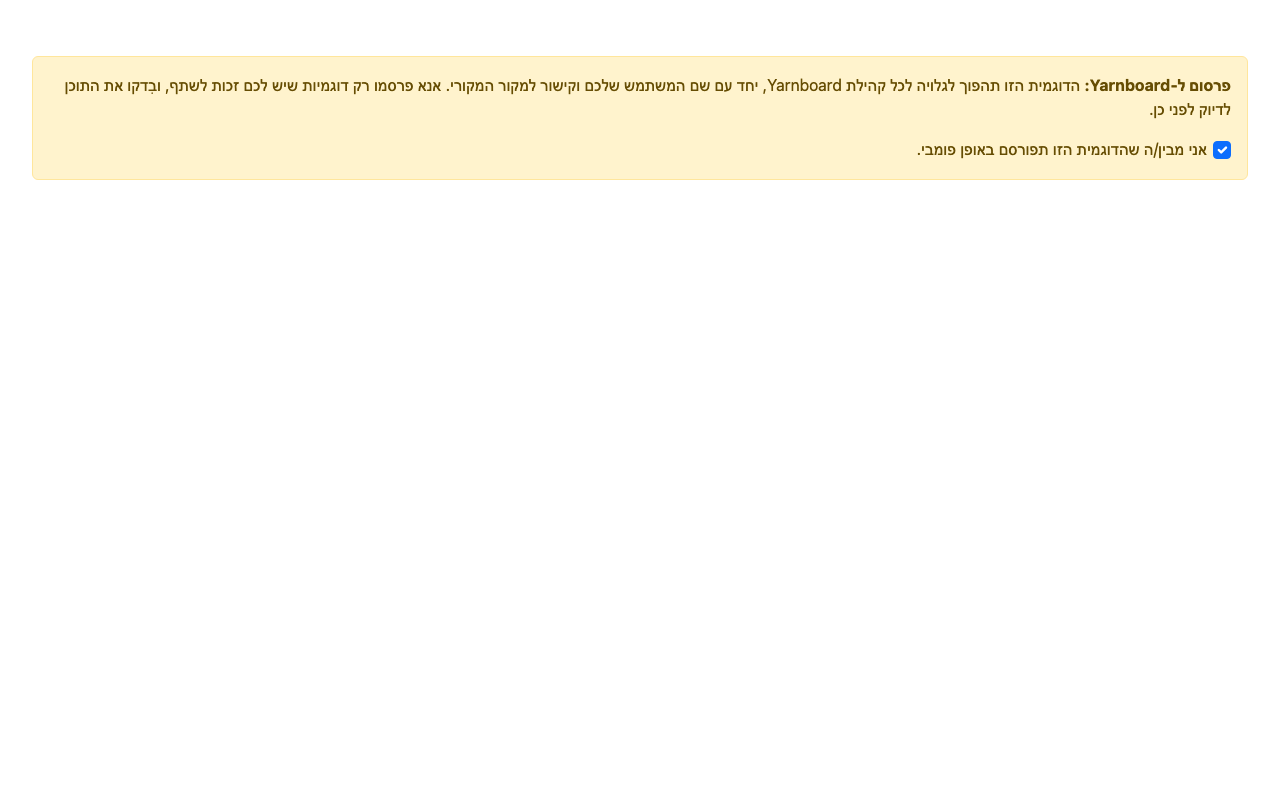 פרסום ל-Yarnboard: הדוגמית הזו תהפוך לגלויה לכל קהילת Yarnboard, יחד עם שם המשתמש שלכם וקישור למקור המקורי. אנא פרסמו רק דוגמיות שיש לכם זכות לשתף, ובִדקו את התוכן
לדיוק לפני כן.
אני מבין/ה שהדוגמית הזו תפורסם באופן פומבי.